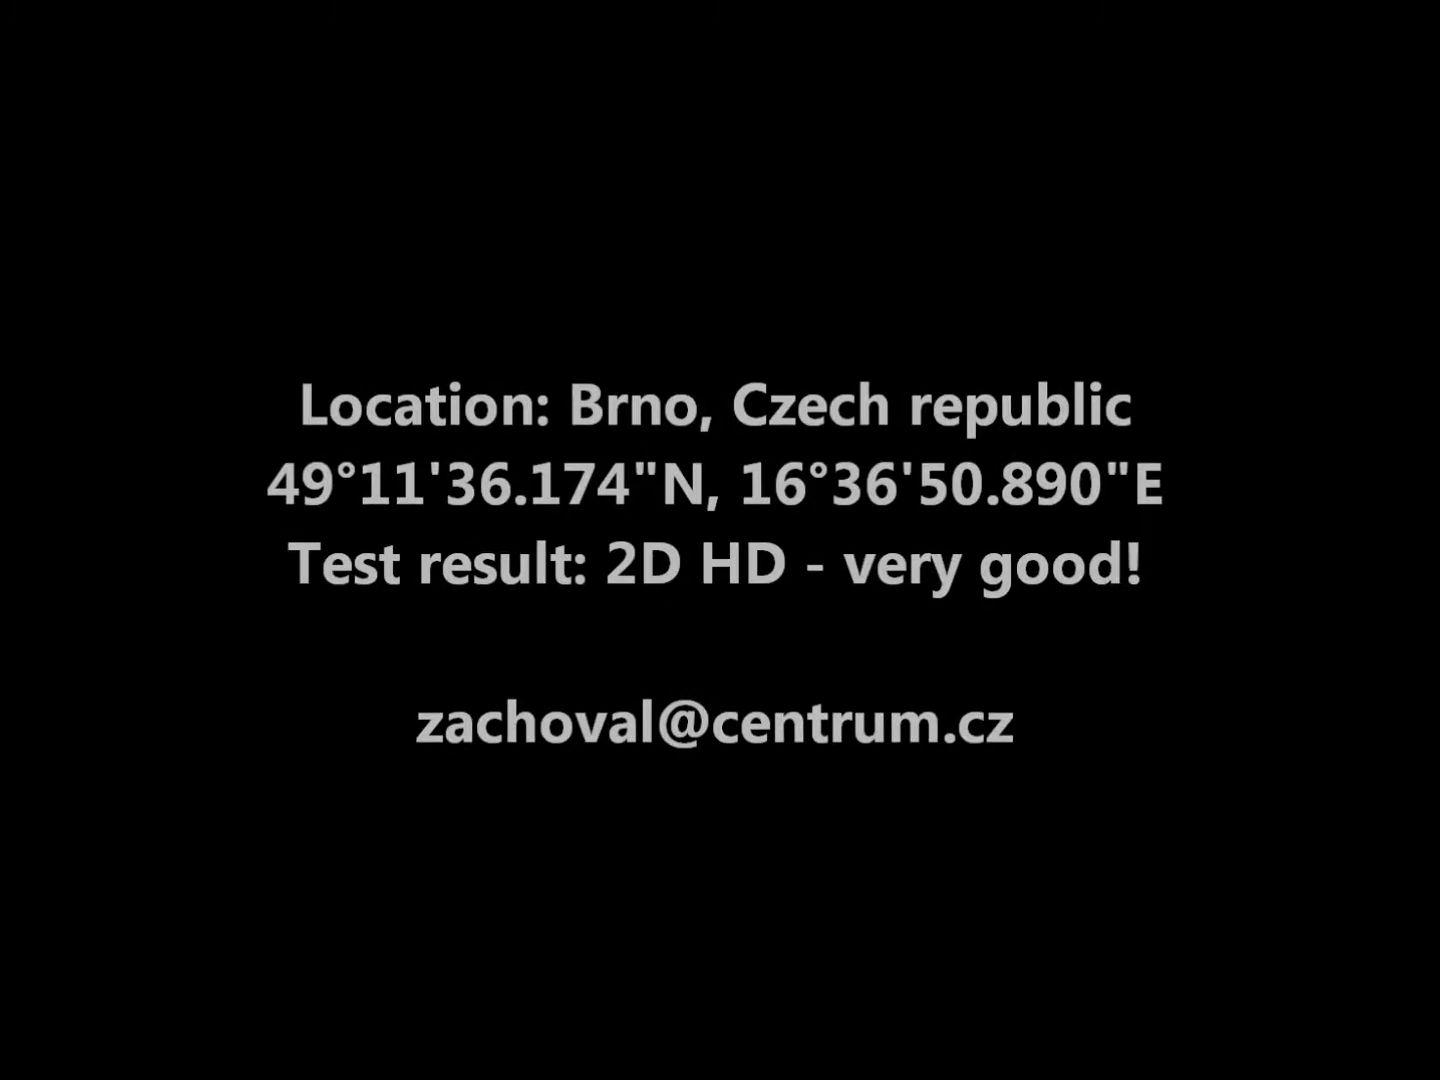 Location: Brno, Czech republic
49°11'36.174"N, 16°36'50.890"E
Test result: 2D HD - very good!
zachoval@centrum.cz